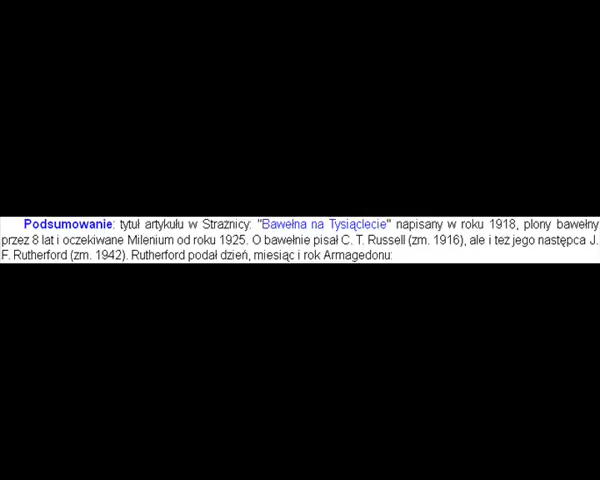 Podsumowanie: tytuł artykułu w Strażnicy: "Bawełna na Tysiąclecie" napisany w roku 1918, plony bawełny
przez 8 lat i oczekiwane Milenium od roku 1925. O bawełnie pisał C. T. Russell (zm. 1916), ale i też jego następca J.
F. Rutherford (zm. 1942). Rutherford podał dzień, miesiąc i rok Armagedonu: